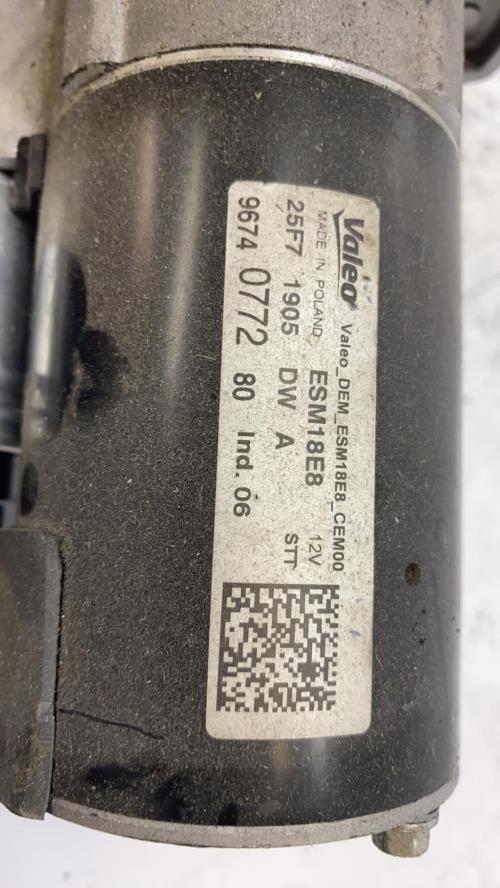 Valeo Valeo_DEM_ESM18E8_CEM00
MADE IN POLAND ESM18E8 12V
25F7 1905 DW A STT
9674 0772 80 Ind. 06